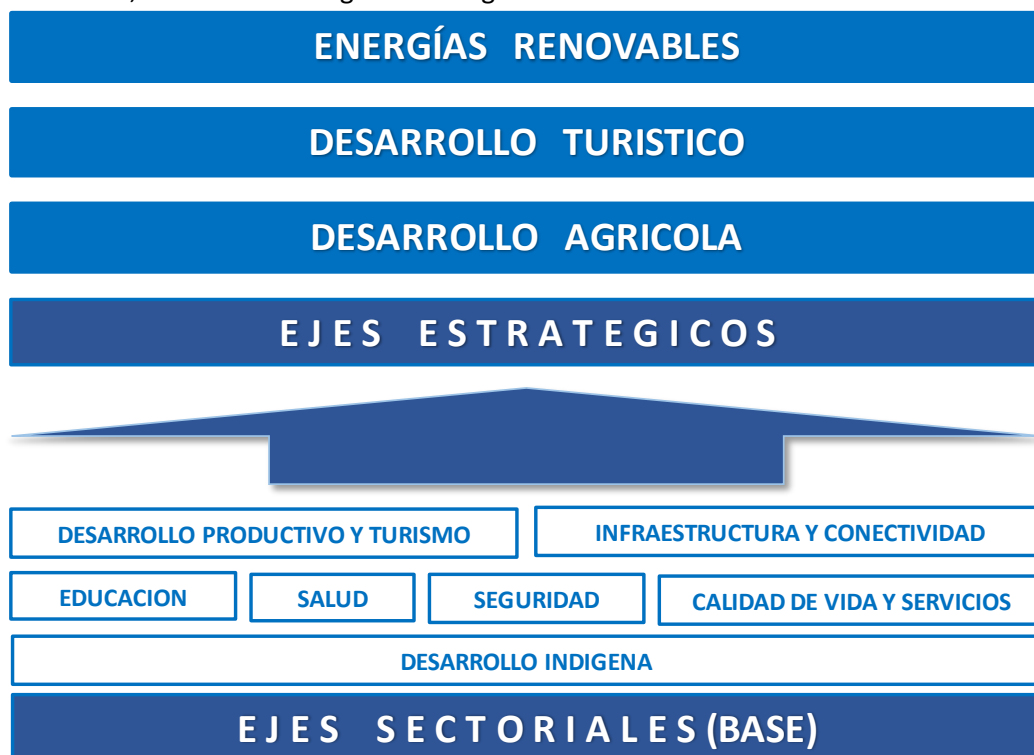 ENERGÍAS RENOVABLES
DESARROLLO TURISTICO
DESARROLLO AGRICOLA
EJES ESTRATEGICOS
DESARROLLO PRODUCTIVO Y TURISMO
INFRAESTRUCTURA Y CONECTIVIDAD
EDUCACION
SALUD
SEGURIDAD
CALIDAD DE VIDA Y SERVICIOS
DESARROLLO INDIGENA
EJES SECTORIALES (BASE)